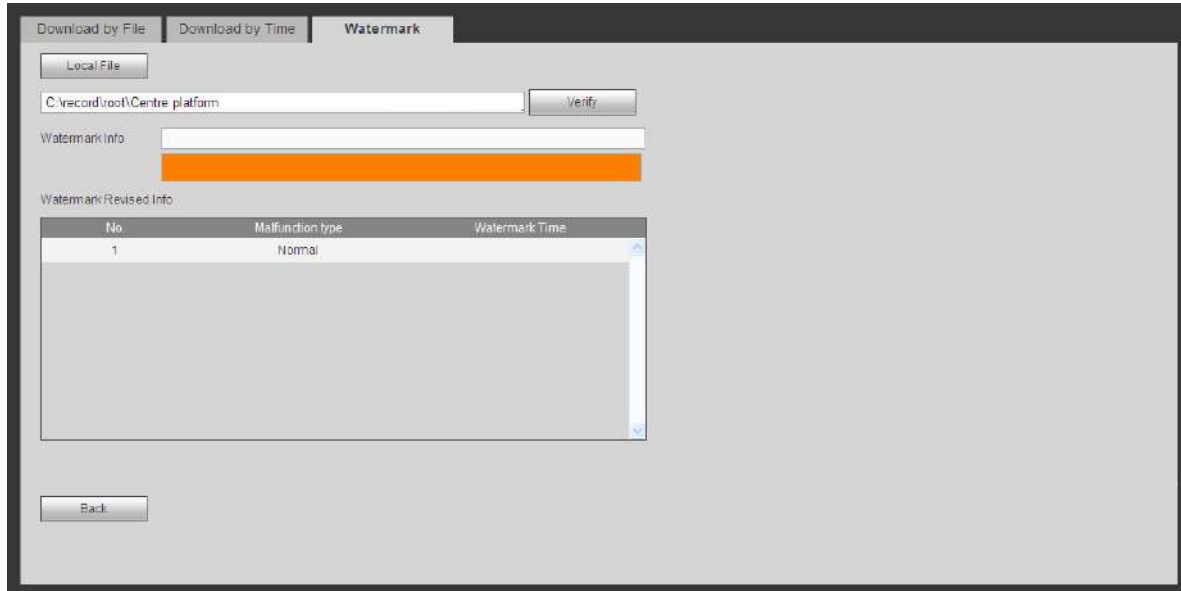 Download by File Download by Time Watermark
Local File
C:\record\root\Centre platform Verify
Watermark Info
Watermark Revised Info
No. Malfunction type Watermark Time
1 Normal
Back